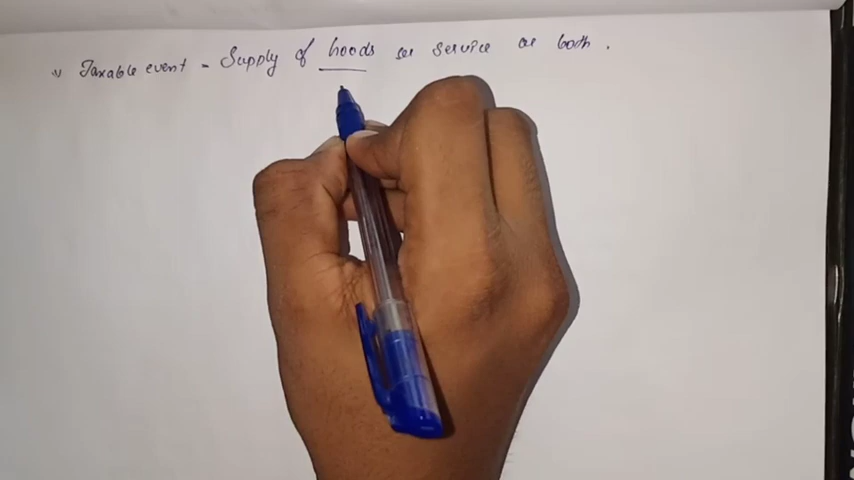 Taxable event - Supply of Goods or Service or both.